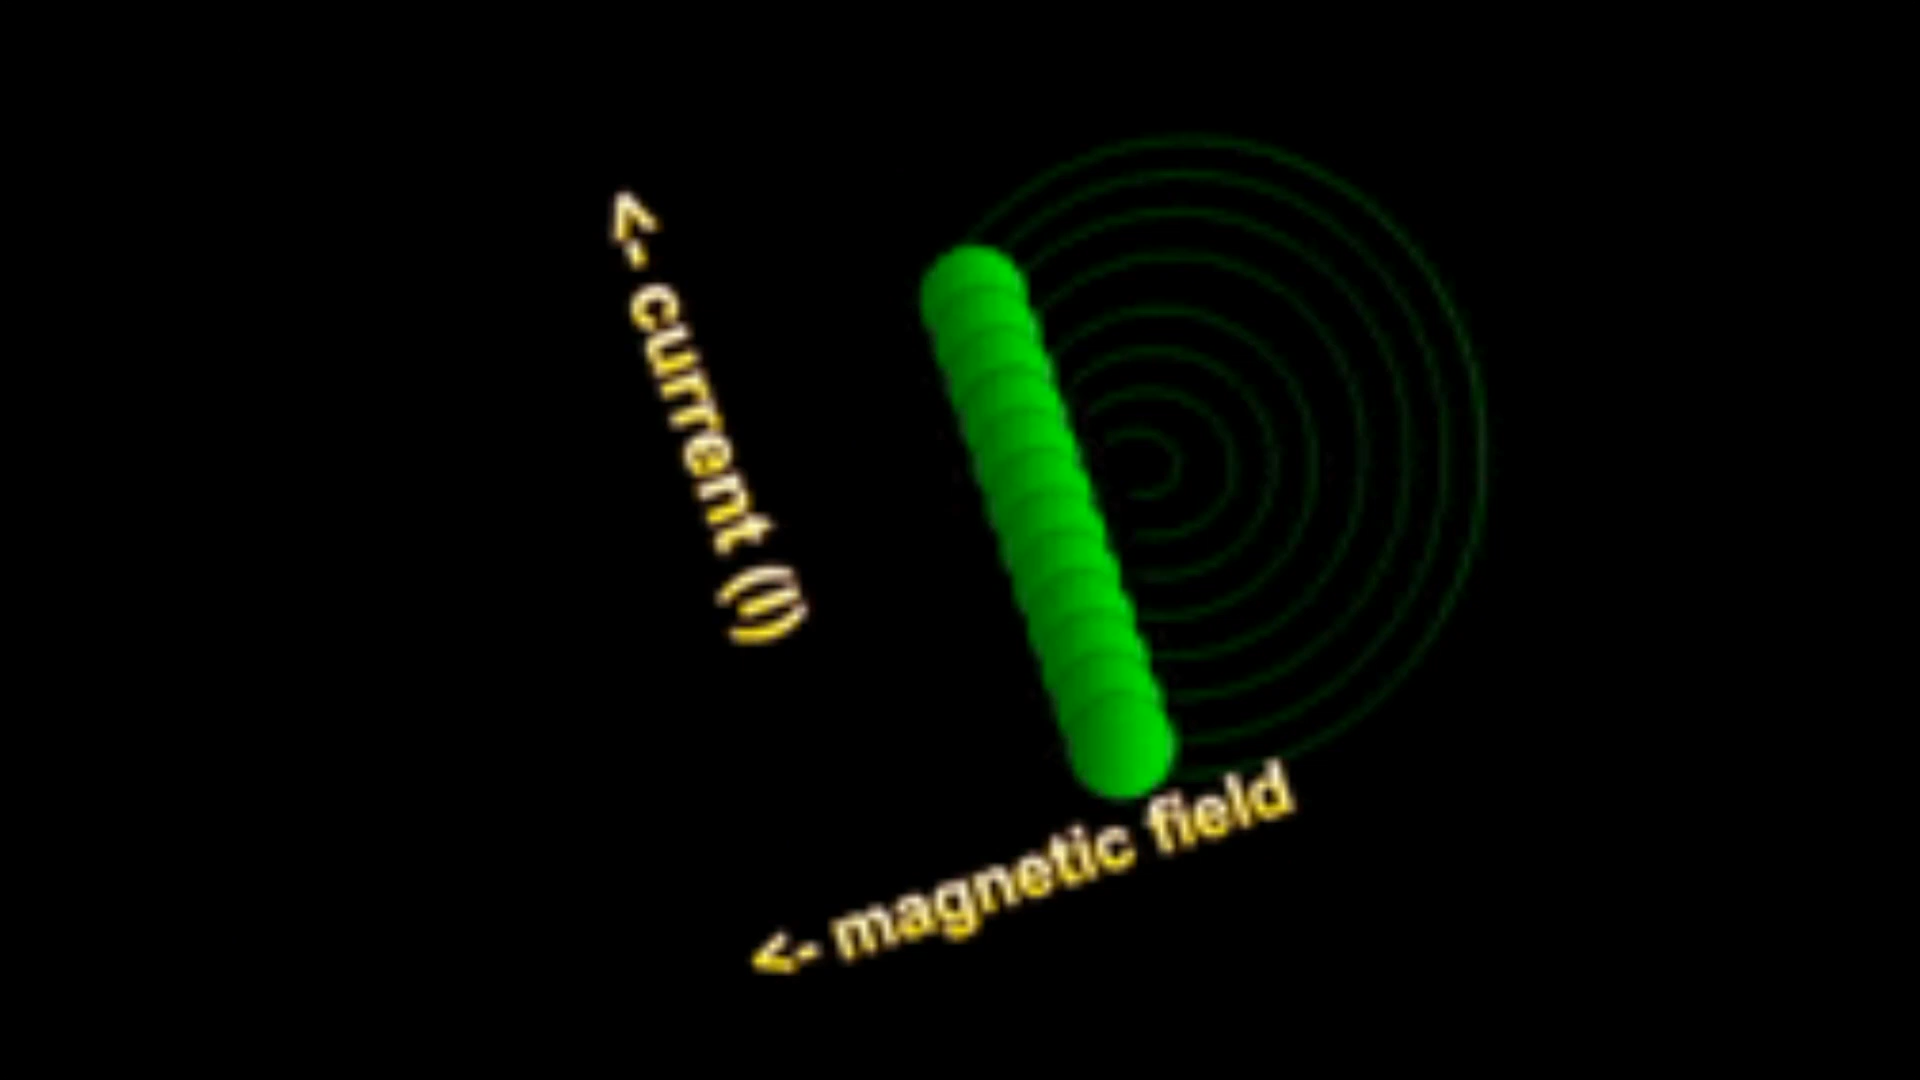 <- current (I)
<- magnetic field